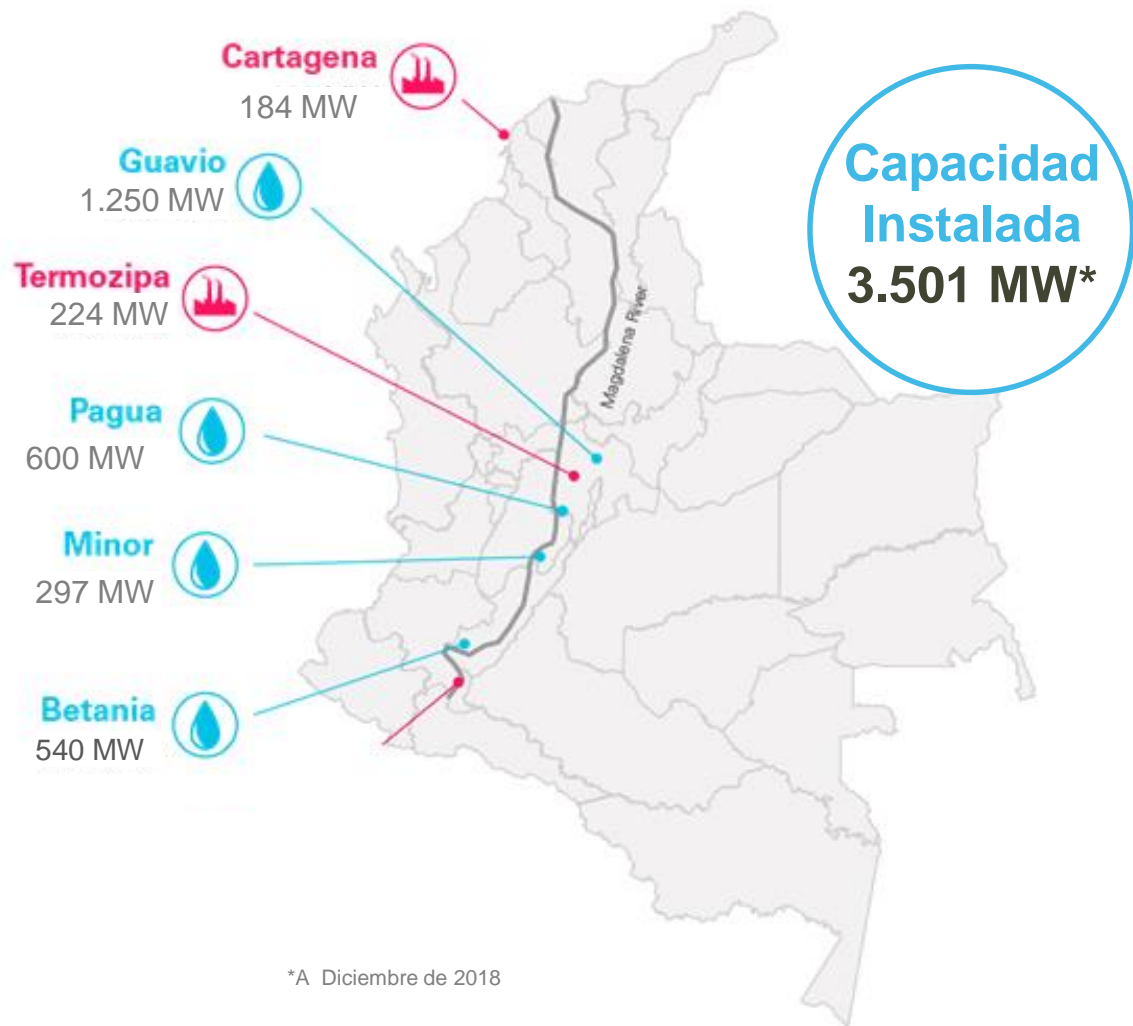 Cartagena
184 MW
Guavio
1.250 MW
Termozipa
224 MW
Pagua
600 MW
Minor
297 MW
Betania
540 MW
Magdalena River
Capacidad
Instalada
3.501 MW*
*A Diciembre de 2018